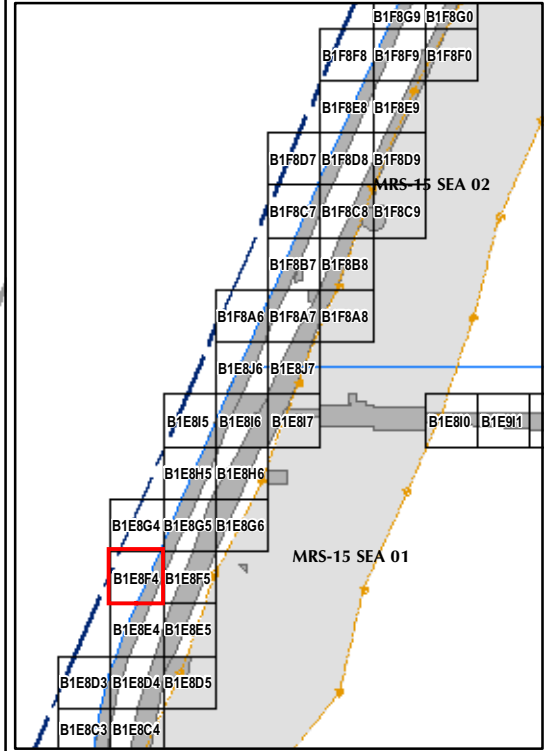 B1F8G9 B1F8G0
B1F8F8 B1F8F9 B1F8F0
B1F8E8 B1F8E9
B1F8D7 B1F8D8 B1F8D9
MRS-15 SEA 02
B1F8C7 B1F8C8 B1F8C9
B1F8B7 B1F8B8
B1F8A6 B1F8A7 B1F8A8
B1E8J6 B1E8J7
B1E8I5 B1E8I6 B1E8I7 B1E8I0 B1E9I1
B1E8H5 B1E8H6
B1E8G4 B1E8G5 B1E8G6
MRS-15 SEA 01
B1E8F4 B1E8F5
B1E8E4 B1E8E5
B1E8D3 B1E8D4 B1E8D5
B1E8C3 B1E8C4